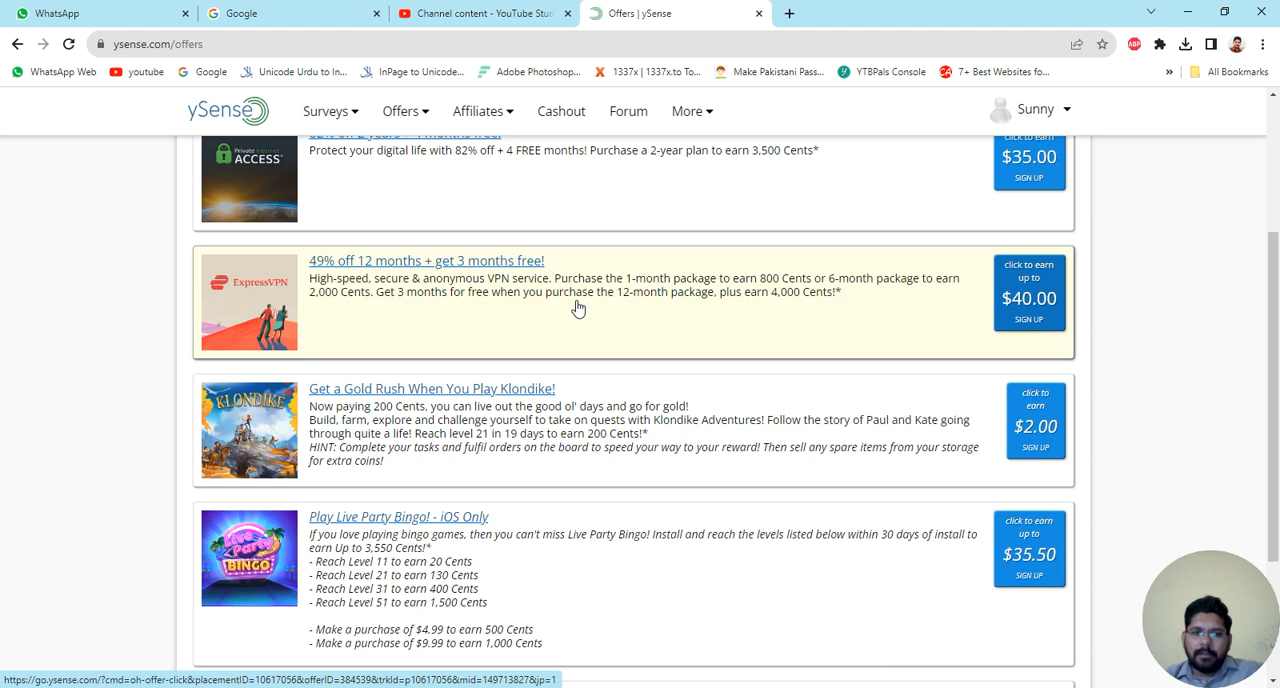 WhatsApp
Google
Channel content - YouTube Stu
Offers | ySense
ysense.com/offers
ABP
WhatsApp Web
youtube
Google
Unicode Urdu to In...
InPage to Unicode...
Adobe Photoshop...
1337x | 1337x.to To...
Make Pakistani Pass...
YTBPals Console
7+ Best Websites fo...
»
All Bookmarks
ySense
Surveys
Offers
Affiliates
Cashout
Forum
More
Sunny
82% off 2 years + 4 months free!
Protect your digital life with 82% off + 4 FREE months! Purchase a 2-year plan to earn 3,500 Cents*
Private Internet
ACCESS
click to earn
$35.00
SIGN UP
49% off 12 months + get 3 months free!
High-speed, secure & anonymous VPN service. Purchase the 1-month package to earn 800 Cents or 6-month package to earn
2,000 Cents. Get 3 months for free when you purchase the 12-month package, plus earn 4,000 Cents!*
ExpressVPN
click to earn
up to
$40.00
SIGN UP
Get a Gold Rush When You Play Klondike!
Now paying 200 Cents, you can live out the good ol' days and go for gold!
Build, farm, explore and challenge yourself to take on quests with Klondike Adventures! Follow the story of Paul and Kate going
through quite a life! Reach level 21 in 15 days to earn 200 Cents!*
HINT: Complete your tasks and fulfil orders on the board to speed your way to your reward! Then sell any spare items from your storage
for extra coins!
KLONDIKE
click to
earn
$2.00
SIGN UP
Play Live Party Bingo! - iOS Only
If you love playing bingo games, then you can't miss Live Party Bingo! Install and reach the levels listed below within 30 days of install to
earn Up to 3,550 Cents!*
- Reach Level 11 to earn 20 Cents
- Reach Level 21 to earn 130 Cents
- Reach Level 31 to earn 400 Cents
- Reach Level 51 to earn 1,500 Cents
- Make a purchase of $4.99 to earn 500 Cents
- Make a purchase of $9.99 to earn 1,000 Cents
Party
BINGO
click to earn
up to
$35.50
SIGN UP
https://go.ysense.com/?cmd=oh-offer-click&placementID=10617056&offerID=384539&trkId=p10617056&mid=149713827&jp=1